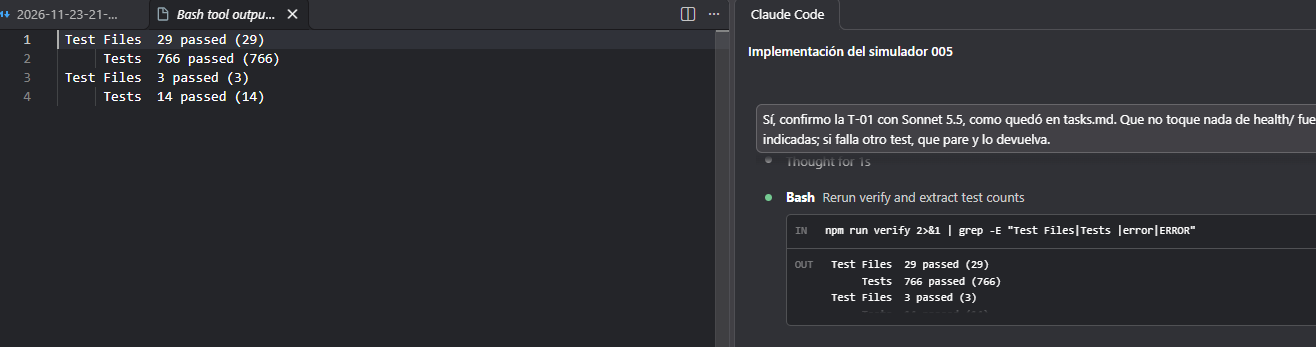 2026-11-23-21-...
Bash tool outpu...
1 Test Files 29 passed (29)
2 Tests 766 passed (766)
3 Test Files 3 passed (3)
4 Tests 14 passed (14)
Claude Code
Implementación del simulador 005
Sí, confirmo la T-01 con Sonnet 5.5, como quedó en tasks.md. Que no toque nada de health/ fue
indicadas; si falla otro test, que pare y lo devuelva.
Thought for 1s
Bash Rerun verify and extract test counts
IN npm run verify 2>&1 | grep -E "Test Files|Tests |error|ERROR"
OUT Test Files 29 passed (29)
Tests 766 passed (766)
Test Files 3 passed (3)